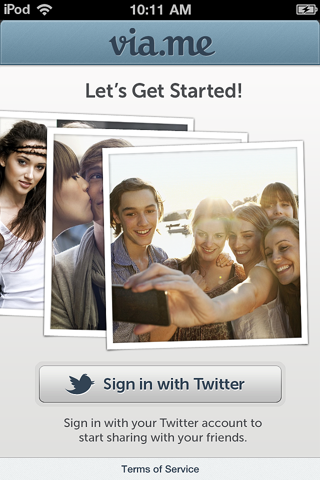 iPod 10:11 AM
via.me
Let's Get Started!
Sign in with Twitter
Sign in with your Twitter account to
start sharing with your friends.
Terms of Service